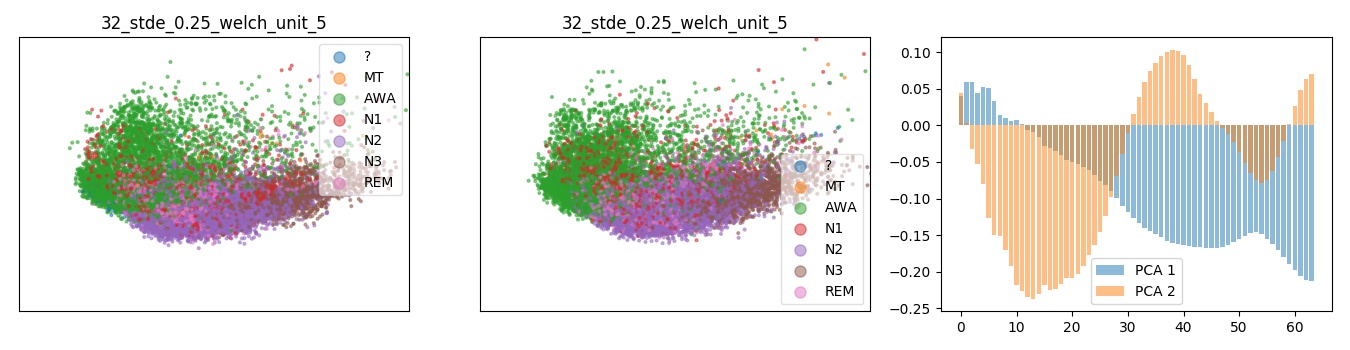 32_stde_0.25_welch_unit_5
?
MT
AWA
N1
N2
N3
REM
32_stde_0.25_welch_unit_5
?
MT
AWA
N1
N2
N3
REM
0.10
0.05
0.00
−0.05
−0.10
−0.15
−0.20
−0.25
0 10 20 30 40 50 60
PCA 1
PCA 2